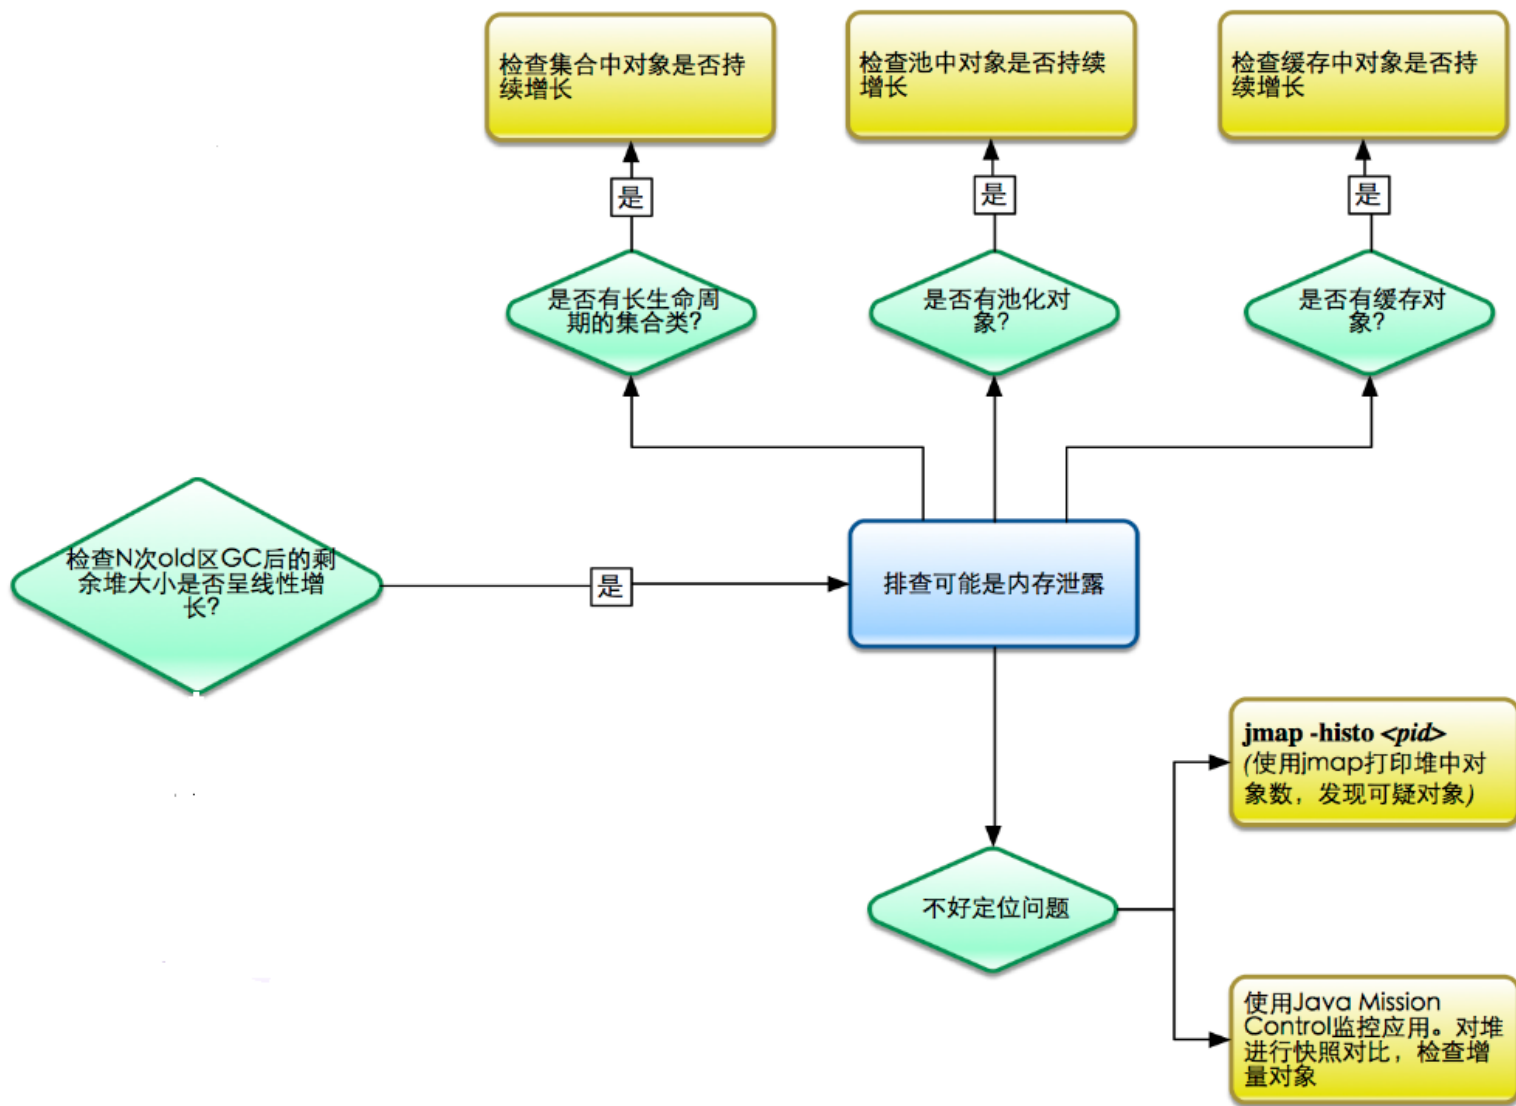 检查集合中对象是否持
续增长
检查池中对象是否持续
增长
检查缓存中对象是否持
续增长
是
是
是
是否有长生命周
期的集合类?
是否有池化对
象?
是否有缓存对
象?
检查N次old区GC后的剩
余堆大小是否呈线性增
长?
是
排查可能是内存泄露
jmap -histo <pid>
(使用jmap打印堆中对
象数，发现可疑对象)
不好定位问题
使用Java Mission
Control监控应用。对堆
进行快照对比，检查增
量对象